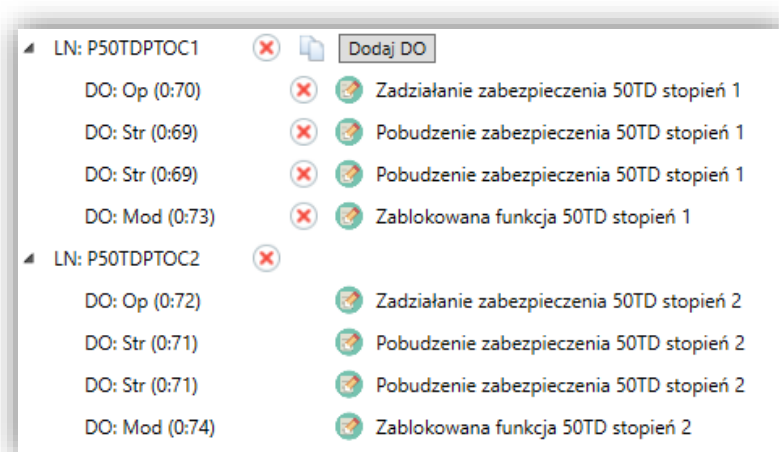 LN: P50TDPTOC1 Dodaj DO
DO: Op (0:70) Zadziałanie zabezpieczenia 50TD stopień 1
DO: Str (0:69) Pobudzenie zabezpieczenia 50TD stopień 1
DO: Str (0:69) Pobudzenie zabezpieczenia 50TD stopień 1
DO: Mod (0:73) Zablokowana funkcja 50TD stopień 1
LN: P50TDPTOC2
DO: Op (0:72) Zadziałanie zabezpieczenia 50TD stopień 2
DO: Str (0:71) Pobudzenie zabezpieczenia 50TD stopień 2
DO: Str (0:71) Pobudzenie zabezpieczenia 50TD stopień 2
DO: Mod (0:74) Zablokowana funkcja 50TD stopień 2